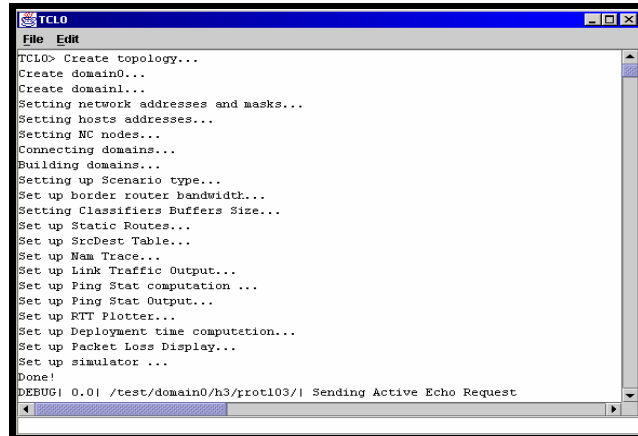 TCL0
File Edit
TCL0> Create topology...
Create domain0...
Create domain1...
Setting network addresses and masks...
Setting hosts addresses...
Setting NC nodes...
Connecting domains...
Building domains...
Setting up Scenario type...
Set up border router bandwidth...
Setting Classifiers Buffers Size...
Set up Static Routes...
Set up SrcDest Table...
Set up Nam Trace...
Set up Link Traffic Output...
Set up Ping Stat computation ...
Set up Ping Stat Output...
Set up RTT Plotter...
Set up Deployment time computation...
Set up Packet Loss Display...
Set up simulator ...
Done!
DEBUG| 0.0| /test/domain0/h3/protl03/| Sending Active Echo Request